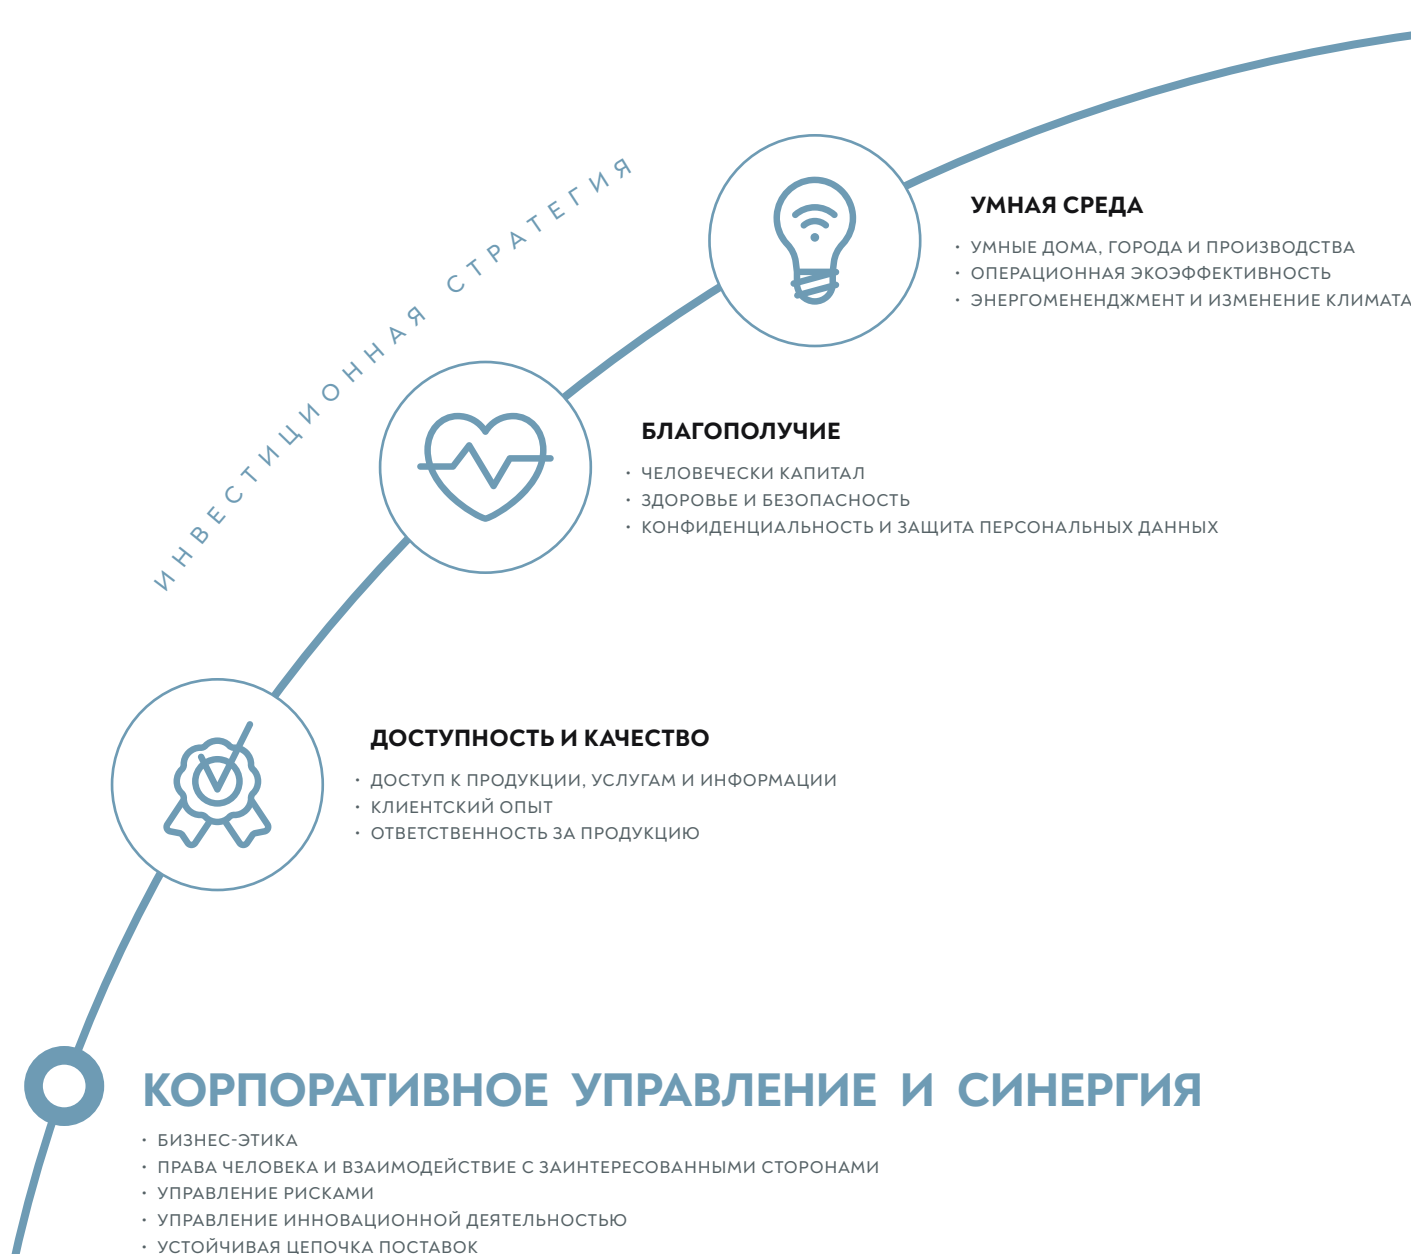 ИНВЕСТИЦИОННАЯ СТРАТЕГИЯ
УМНАЯ СРЕДА
• УМНЫЕ ДОМА, ГОРОДА И ПРОИЗВОДСТВА
• ОПЕРАЦИОННАЯ ЭКОЭФФЕКТИВНОСТЬ
• ЭНЕРГОМЕНЕНДЖМЕНТ И ИЗМЕНЕНИЕ КЛИМАТА
БЛАГОПОЛУЧИЕ
• ЧЕЛОВЕЧЕСКИ КАПИТАЛ
• ЗДОРОВЬЕ И БЕЗОПАСНОСТЬ
• КОНФИДЕНЦИАЛЬНОСТЬ И ЗАЩИТА ПЕРСОНАЛЬНЫХ ДАННЫХ
ДОСТУПНОСТЬ И КАЧЕСТВО
• ДОСТУП К ПРОДУКЦИИ, УСЛУГАМ И ИНФОРМАЦИИ
• КЛИЕНТСКИЙ ОПЫТ
• ОТВЕТСТВЕННОСТЬ ЗА ПРОДУКЦИЮ
КОРПОРАТИВНОЕ УПРАВЛЕНИЕ И СИНЕРГИЯ
• БИЗНЕС-ЭТИКА
• ПРАВА ЧЕЛОВЕКА И ВЗАИМОДЕЙСТВИЕ С ЗАИНТЕРЕСОВАННЫМИ СТОРОНАМИ
• УПРАВЛЕНИЕ РИСКАМИ
• УПРАВЛЕНИЕ ИННОВАЦИОННОЙ ДЕЯТЕЛЬНОСТЬЮ
• УСТОЙЧИВАЯ ЦЕПОЧКА ПОСТАВОК